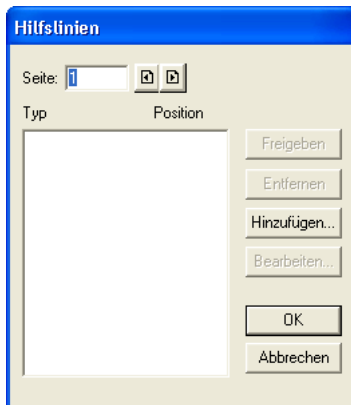 Hilfslinien
Seite: 1
Typ Position
Freigeben
Entfernen
Hinzufügen...
Bearbeiten...
OK
Abbrechen